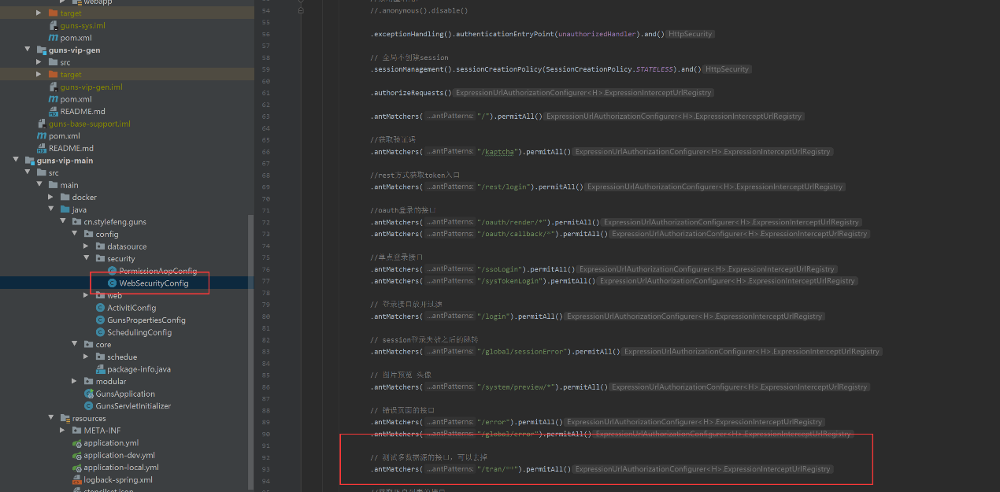 webapp
target
guns-sys.iml
pom.xml
guns-vip-gen
src
target
guns-vip-gen.iml
pom.xml
README.md
guns-base-support.iml
pom.xml
README.md
guns-vip-main
src
main
docker
java
cn.stylefeng.guns
config
datasource
security
PermissionAopConfig
WebSecurityConfig
web
ActivitiConfig
GunsPropertiesConfig
SchedulingConfig
core
schedue
package-info.java
modular
GunsApplication
GunsServletInitializer
resources
META-INF
application.yml
application-dev.yml
application-local.yml
logback-spring.xml
stencilset.json
54 //.anonymous().disable()
55
56 .exceptionHandling().authenticationEntryPoint(unauthorizedHandler).and() HttpSecurity
57
58 // 全局不创建session
59 .sessionManagement().sessionCreationPolicy(SessionCreationPolicy.STATELESS).and() HttpSecurity
60
61 .authorizeRequests() ExpressionUrlAuthorizationConfigurer<H>.ExpressionInterceptUrlRegistry
62
63 .antMatchers( ...antPatterns: "/").permitAll() ExpressionUrlAuthorizationConfigurer<H>.ExpressionInterceptUrlRegistry
64
65 //获取验证码
66 .antMatchers( ...antPatterns: "/kaptcha").permitAll() ExpressionUrlAuthorizationConfigurer<H>.ExpressionInterceptUrlRegistry
67
68 //rest方式获取token入口
69 .antMatchers( ...antPatterns: "/rest/login").permitAll() ExpressionUrlAuthorizationConfigurer<H>.ExpressionInterceptUrlRegistry
70
71 //oauth登录的接口
72 .antMatchers( ...antPatterns: "/oauth/render/*").permitAll() ExpressionUrlAuthorizationConfigurer<H>.ExpressionInterceptUrlRegistry
73 .antMatchers( ...antPatterns: "/oauth/callback/*").permitAll() ExpressionUrlAuthorizationConfigurer<H>.ExpressionInterceptUrlRegistry
74
75 //单点登录接口
76 .antMatchers( ...antPatterns: "/ssoLogin").permitAll() ExpressionUrlAuthorizationConfigurer<H>.ExpressionInterceptUrlRegistry
77 .antMatchers( ...antPatterns: "/sysTokenLogin").permitAll() ExpressionUrlAuthorizationConfigurer<H>.ExpressionInterceptUrlRegistry
78
79 // 登录接口放开过滤
80 .antMatchers( ...antPatterns: "/login").permitAll() ExpressionUrlAuthorizationConfigurer<H>.ExpressionInterceptUrlRegistry
81
82 // session登录失效之后的跳转
83 .antMatchers( ...antPatterns: "/global/sessionError").permitAll() ExpressionUrlAuthorizationConfigurer<H>.ExpressionInterceptUrlRegistry
84
85 // 图片预览 头像
86 .antMatchers( ...antPatterns: "/system/preview/*").permitAll() ExpressionUrlAuthorizationConfigurer<H>.ExpressionInterceptUrlRegistry
87
88 // 错误页面的接口
89 .antMatchers( ...antPatterns: "/error").permitAll() ExpressionUrlAuthorizationConfigurer<H>.ExpressionInterceptUrlRegistry
90 .antMatchers( ...antPatterns: "/global/error").permitAll() ExpressionUrlAuthorizationConfigurer<H>.ExpressionInterceptUrlRegistry
91
92 // 测试多数据源的接口，可以去掉
93 .antMatchers( ...antPatterns: "/tran/**").permitAll() ExpressionUrlAuthorizationConfigurer<H>.ExpressionInterceptUrlRegistry
94